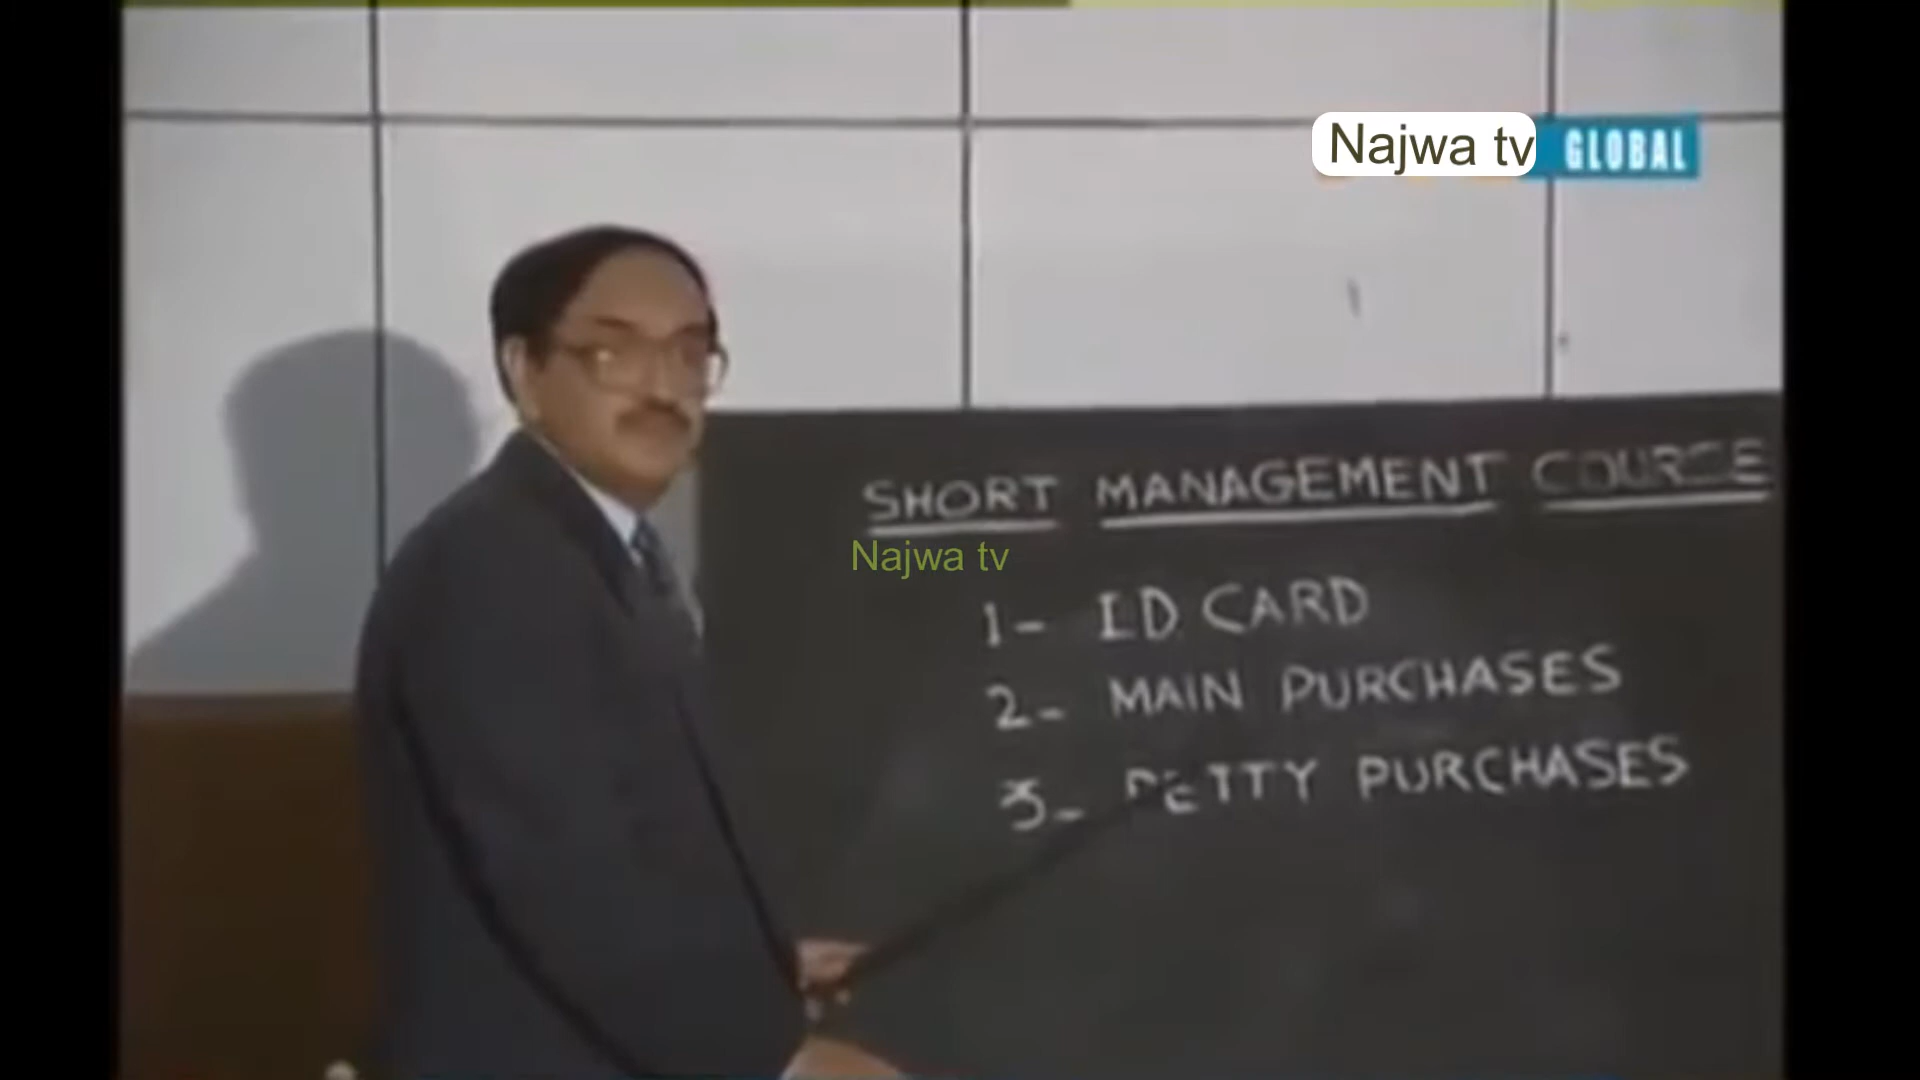 Najwa tv GLOBAL
SHORT MANAGEMENT COURSE
Najwa tv
1- I.D. CARD
2- MAIN PURCHASES
3- PETTY PURCHASES